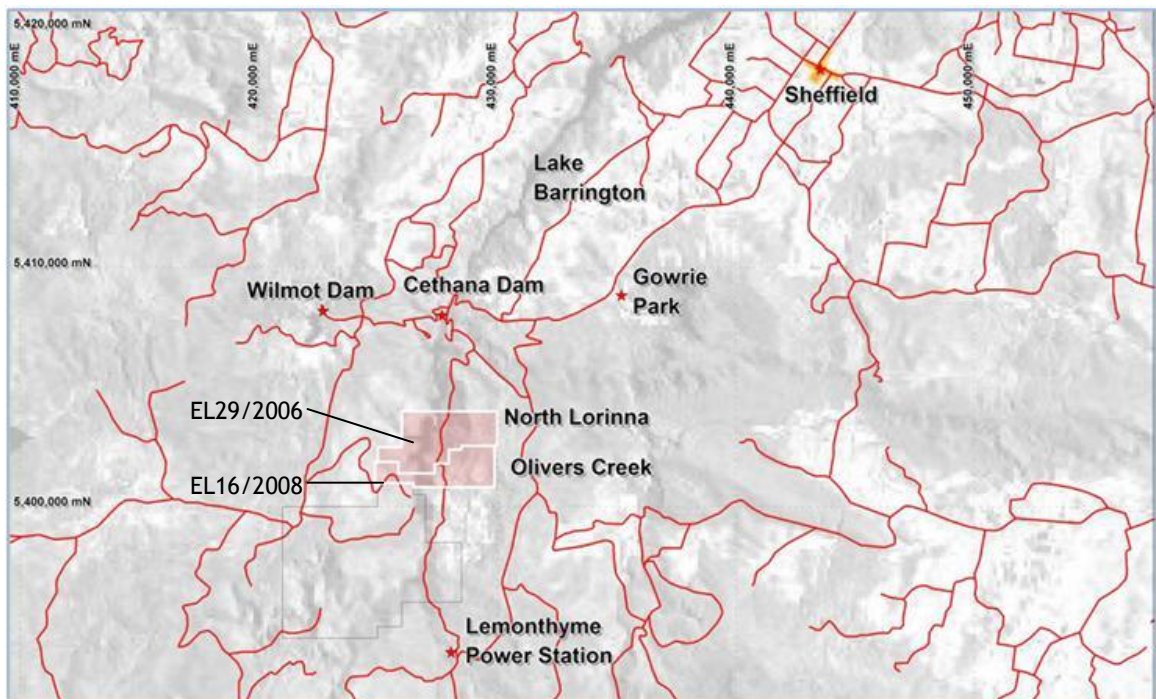 5,420,000 mN
410,000 mE
420,000 mE
430,000 mE
440,000 mE
450,000 mE
Sheffield
Lake
Barrington
5,410,000 mN
Wilmot Dam
Cethana Dam
Gowrie
Park
EL29/2006
North Lorinna
Olivers Creek
EL16/2008
5,400,000 mN
Lemonthyme
Power Station